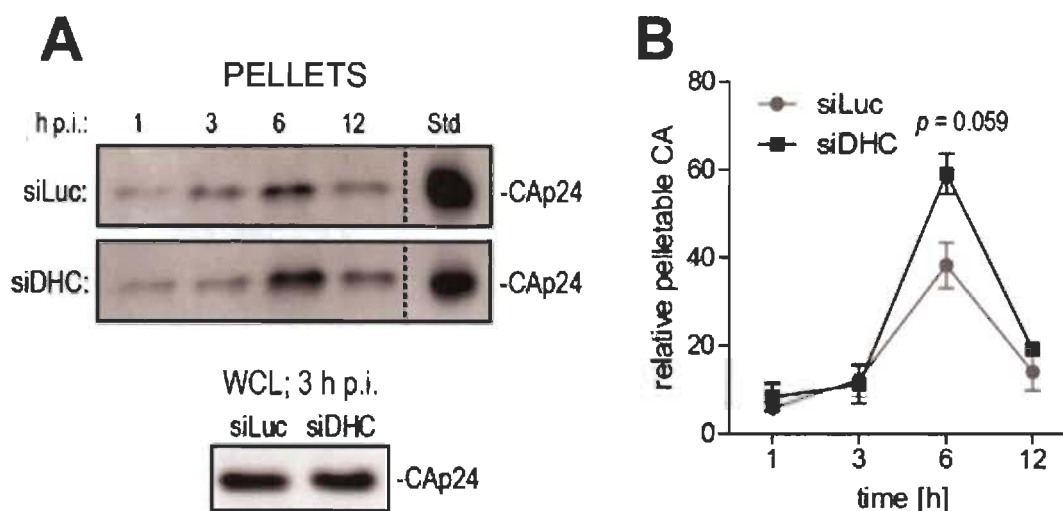 A
PELLETS
h p.i.: 1 3 6 12 Std
siLuc: -CAp24
siDHC: -CAp24
WCL; 3 h p.i.
siLuc siDHC
-CAp24
B
80
60
40
20
0
relative pelletable CA
siLuc
siDHC
p = 0.059
1 3 6 12
time [h]